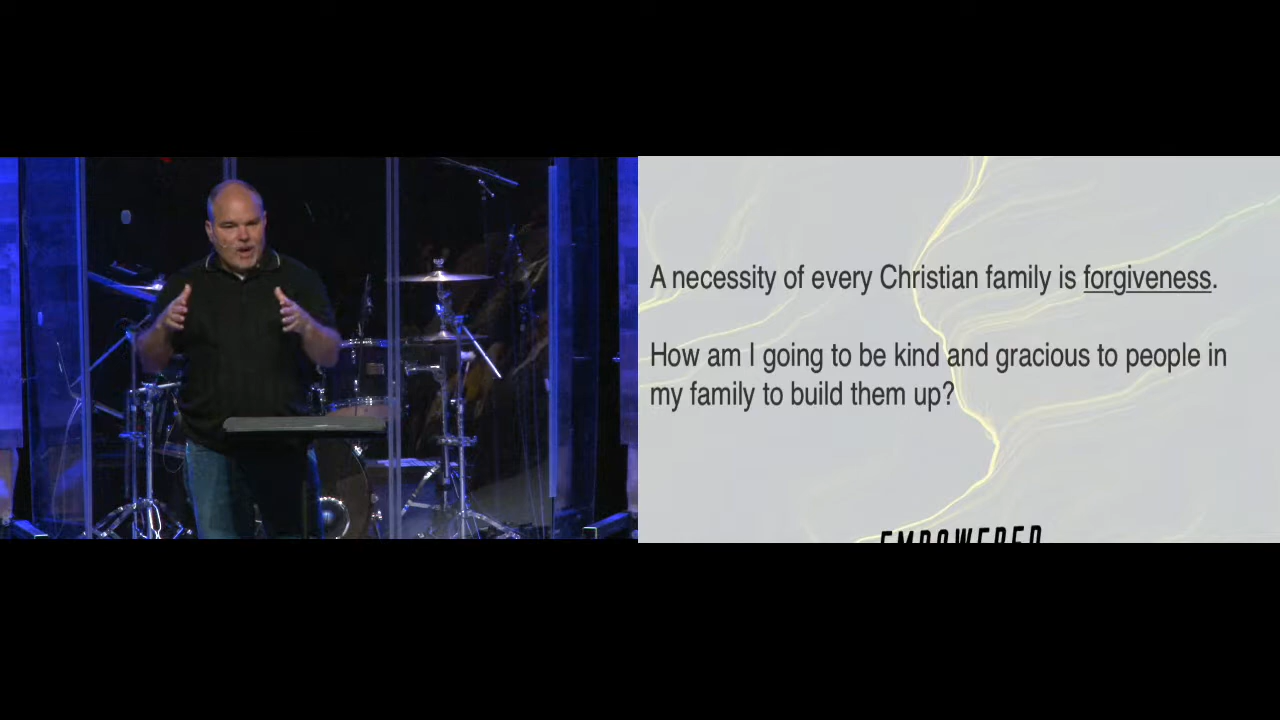 A necessity of every Christian family is forgiveness.
How am I going to be kind and gracious to people in
my family to build them up?
EMPOWERED